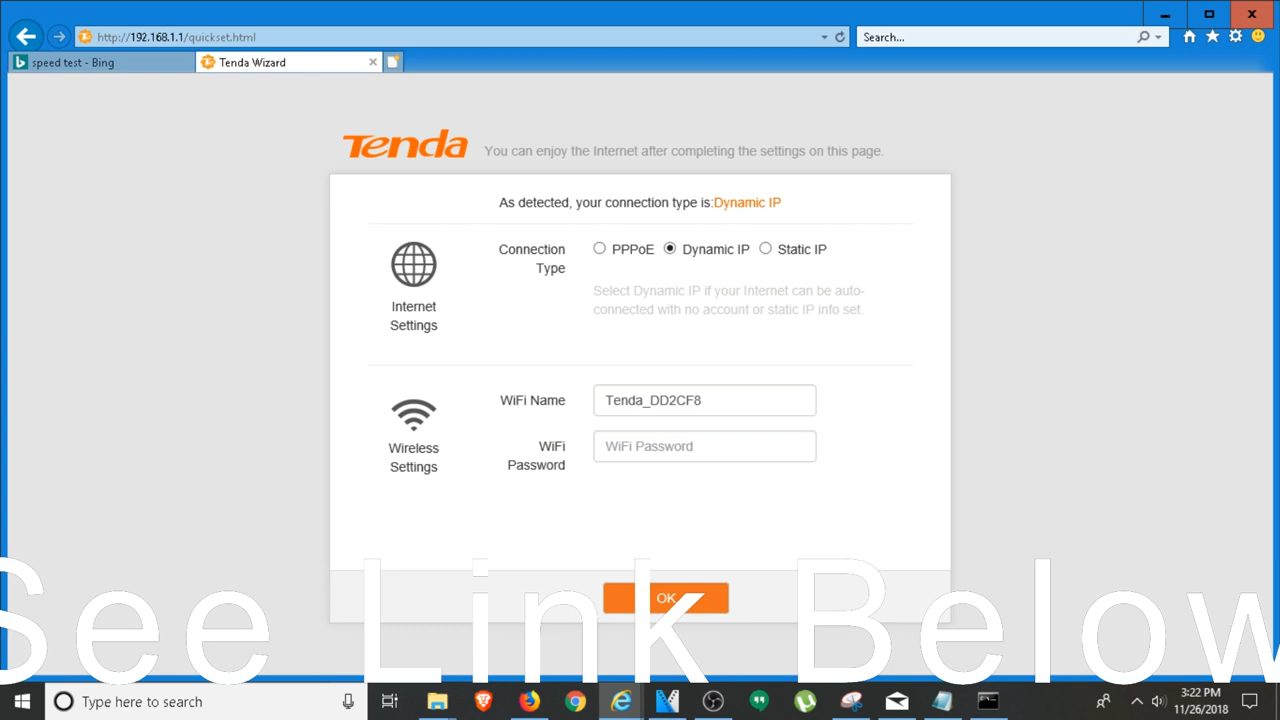 http://192.168.1.1/quickset.html
Search...
speed test - Bing
Tenda Wizard
Tenda
You can enjoy the Internet after completing the settings on this page.
As detected, your connection type is:Dynamic IP
Connection Type
PPPoE
Dynamic IP
Static IP
Select Dynamic IP if your Internet can be auto-
connected with no account or static IP info set.
Internet
Settings
WiFi Name
Tenda_DD2CF8
WiFi Password
WiFi Password
Wireless
Settings
OK
See Link Below
Type here to search
3:22 PM
11/26/2018